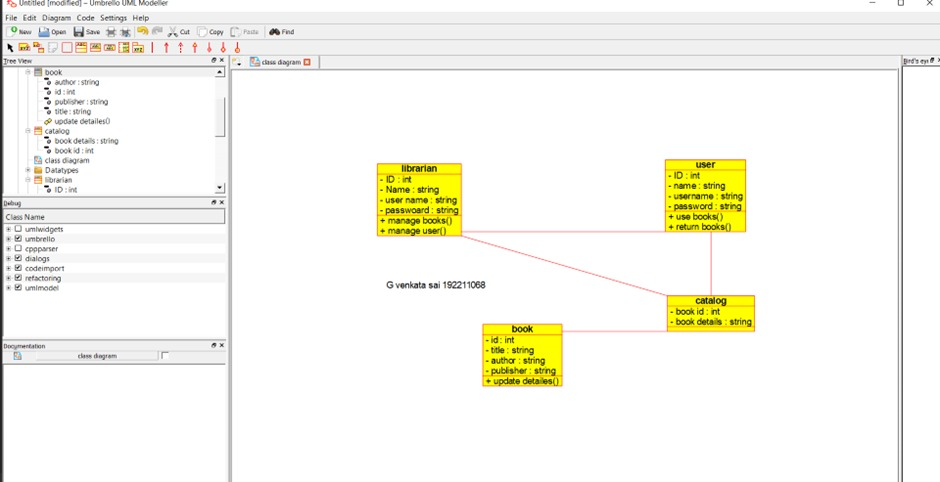 Untitled [modified] – Umbrello UML Modeller
File Edit Diagram Code Settings Help
New Open Save Undo Cut Copy Paste Find
Tree View
book
author : string
id : int
publisher : string
title : string
update detailes()
catalog
book details : string
book id : int
class diagram
Datatypes
librarian
ID : int
Debug
Class Name
umlwidgets
umbrello
cppparser
dialogs
codeimport
refactoring
umlmodel
Documentation
class diagram
class diagram
Bird's eye
librarian
- ID : int
- Name : string
- user name : string
- passwoard : string
+ manage books()
+ manage user()
user
- ID : int
- name : string
- username : string
- password : string
+ use books()
+ return books()
G venkata sai 192211068
catalog
- book id : int
- book details : string
book
- id : int
- title : string
- author : string
- publisher : string
+ update detailes()